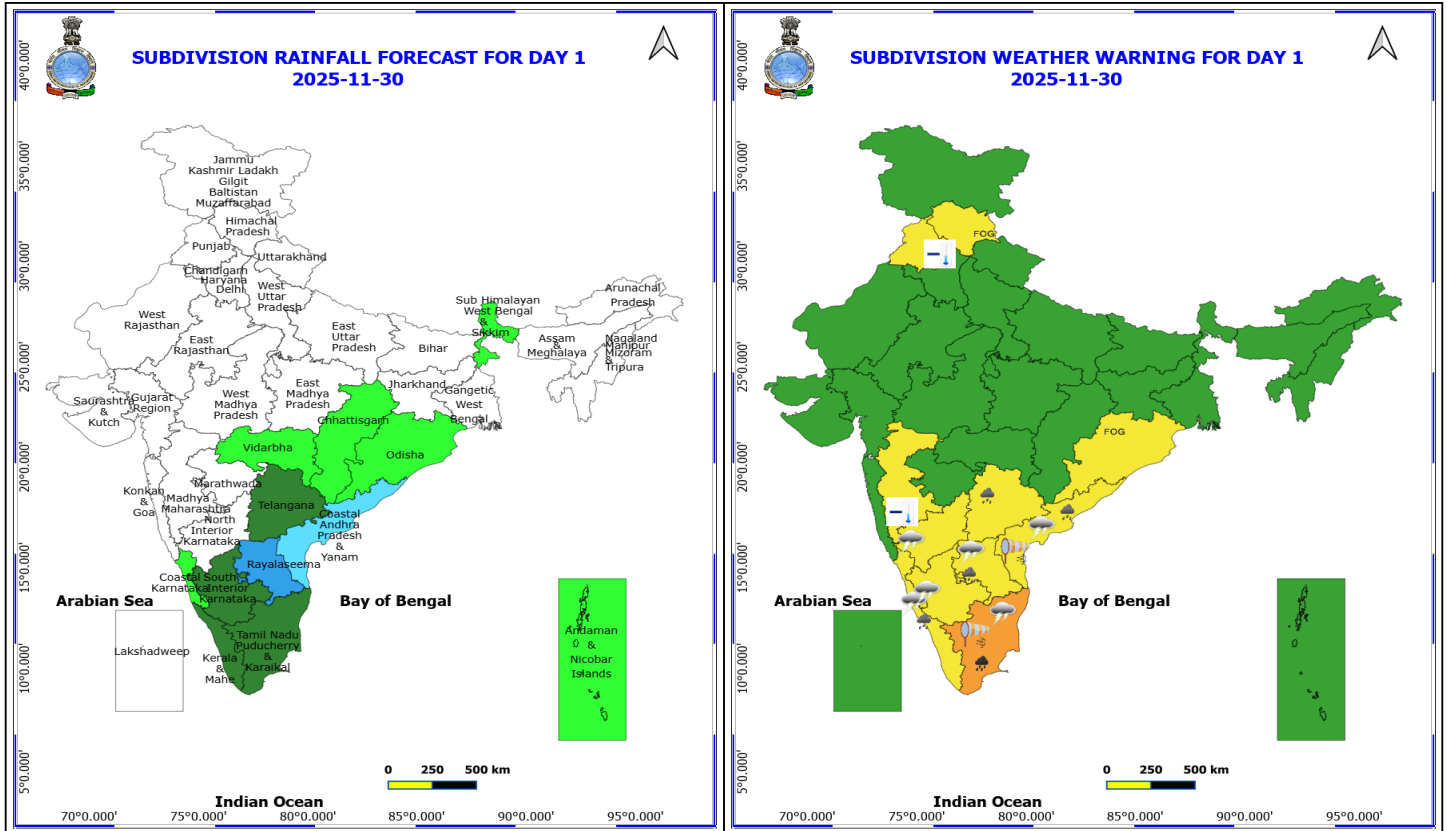 SUBDIVISION RAINFALL FORECAST FOR DAY 1
2025-11-30
40°0.000'
35°0.000'
30°0.000'
25°0.000'
20°0.000'
15°0.000'
10°0.000'
5°0.000'
Jammu
Kashmir Ladakh
Gilgit
Baltistan
Muzaffarabad
Himachal
Pradesh
Punjab
Uttarakhand
Chandigarh
Haryana
Delhi
West
Uttar
Pradesh
West
Rajasthan
East
Rajasthan
East
Uttar
Pradesh
Bihar
Sub Himalayan
West Bengal
&
Sikkim
Arunachal
Pradesh
Assam
&
Meghalaya
Nagaland
Manipur
Mizoram
&
Tripura
Saurashtra
&
Kutch
Gujarat
Region
West
Madhya
Pradesh
East
Madhya
Pradesh
Jharkhand
Gangetic
West
Bengal
Chhattisgarh
Vidarbha
Odisha
Konkan
&
Goa
Madhya
Maharashtra
Marathwada
Telangana
North
Interior
Karnataka
Coastal
Andhra
Pradesh
&
Yanam
Rayalaseema
Coastal
Karnataka
South
Interior
Karnataka
Arabian Sea
Bay of Bengal
Lakshadweep
Kerala
&
Mahe
Tamil Nadu
Puducherry
&
Karaikal
Andaman
&
Nicobar
Islands
0 250 500 km
Indian Ocean
70°0.000' 75°0.000' 80°0.000' 85°0.000' 90°0.000' 95°0.000'
SUBDIVISION WEATHER WARNING FOR DAY 1
2025-11-30
40°0.000'
35°0.000'
30°0.000'
25°0.000'
20°0.000'
15°0.000'
10°0.000'
5°0.000'
FOG
FOG
Arabian Sea
Bay of Bengal
0 250 500 km
Indian Ocean
70°0.000' 75°0.000' 80°0.000' 85°0.000' 90°0.000' 95°0.000'